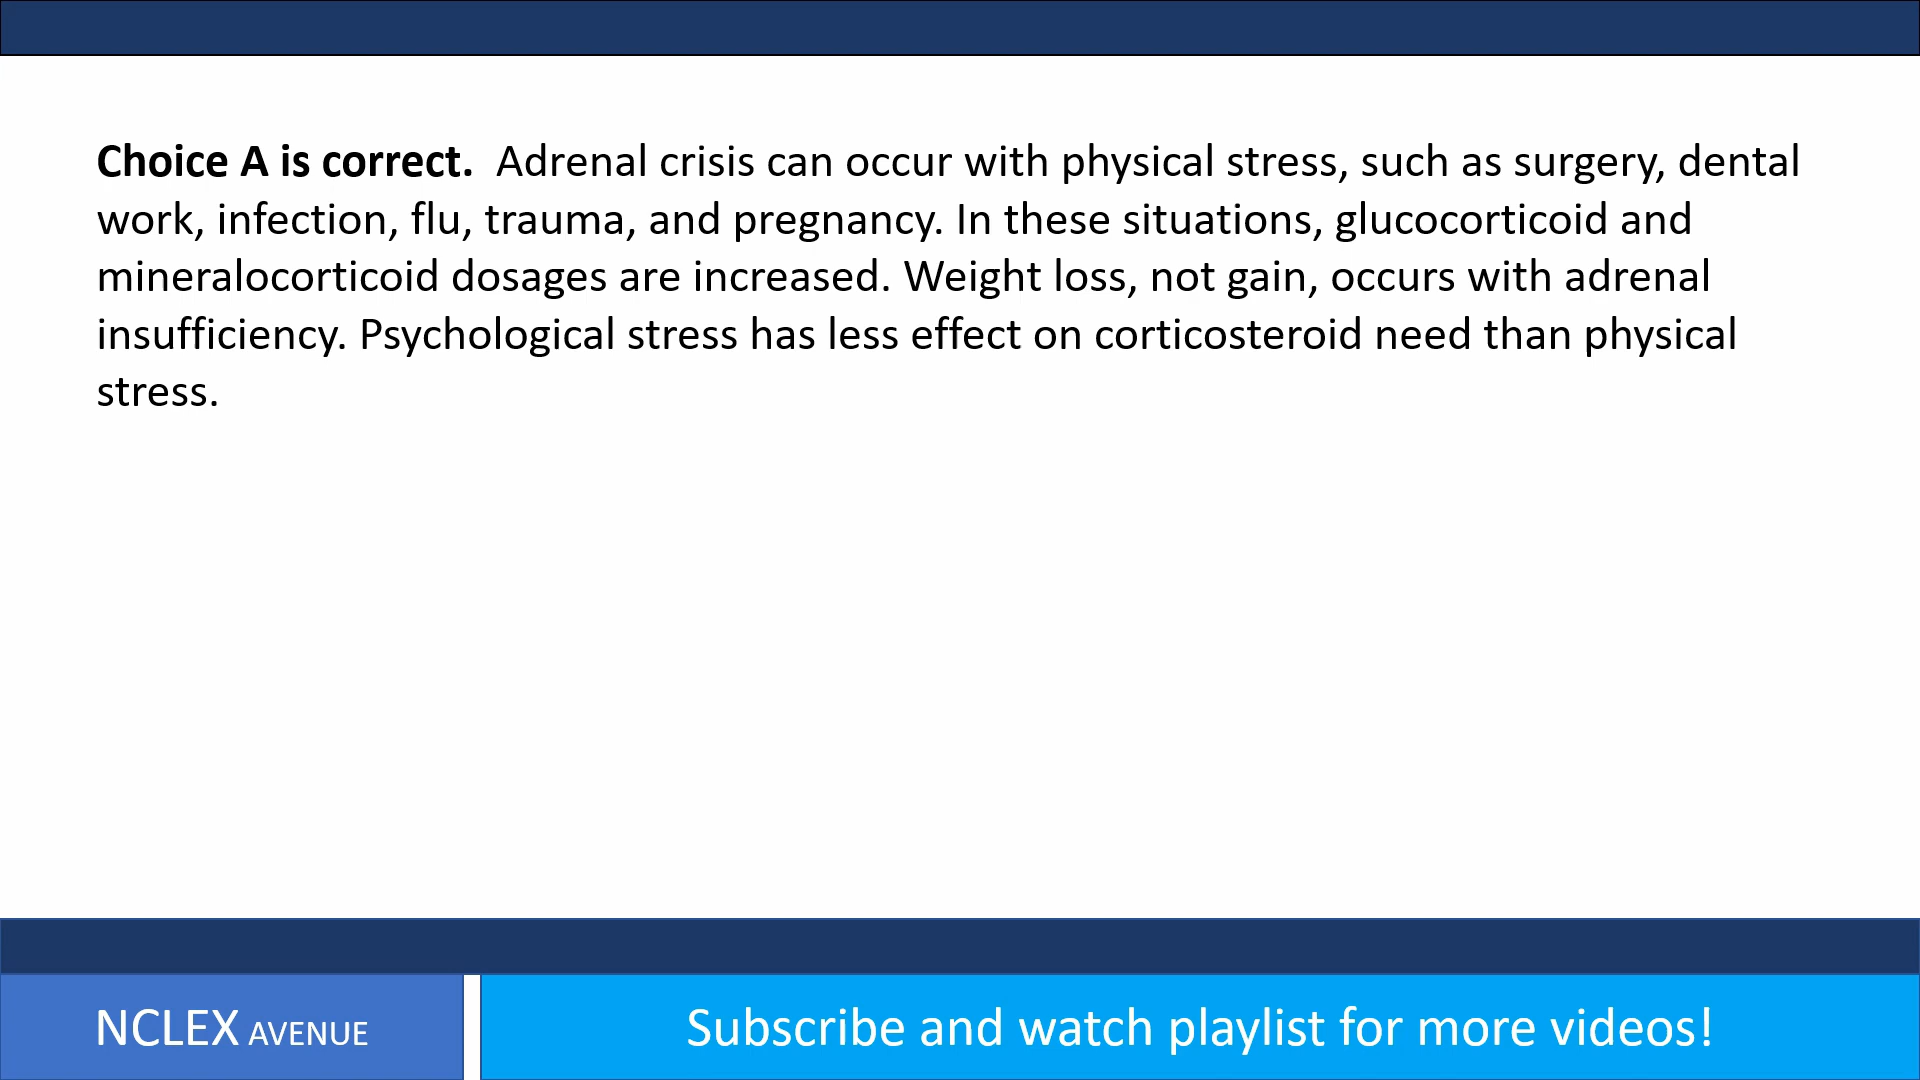 Choice A is correct. Adrenal crisis can occur with physical stress, such as surgery, dental
work, infection, flu, trauma, and pregnancy. In these situations, glucocorticoid and
mineralocorticoid dosages are increased. Weight loss, not gain, occurs with adrenal
insufficiency. Psychological stress has less effect on corticosteroid need than physical
stress.
NCLEX AVENUE
Subscribe and watch playlist for more videos!